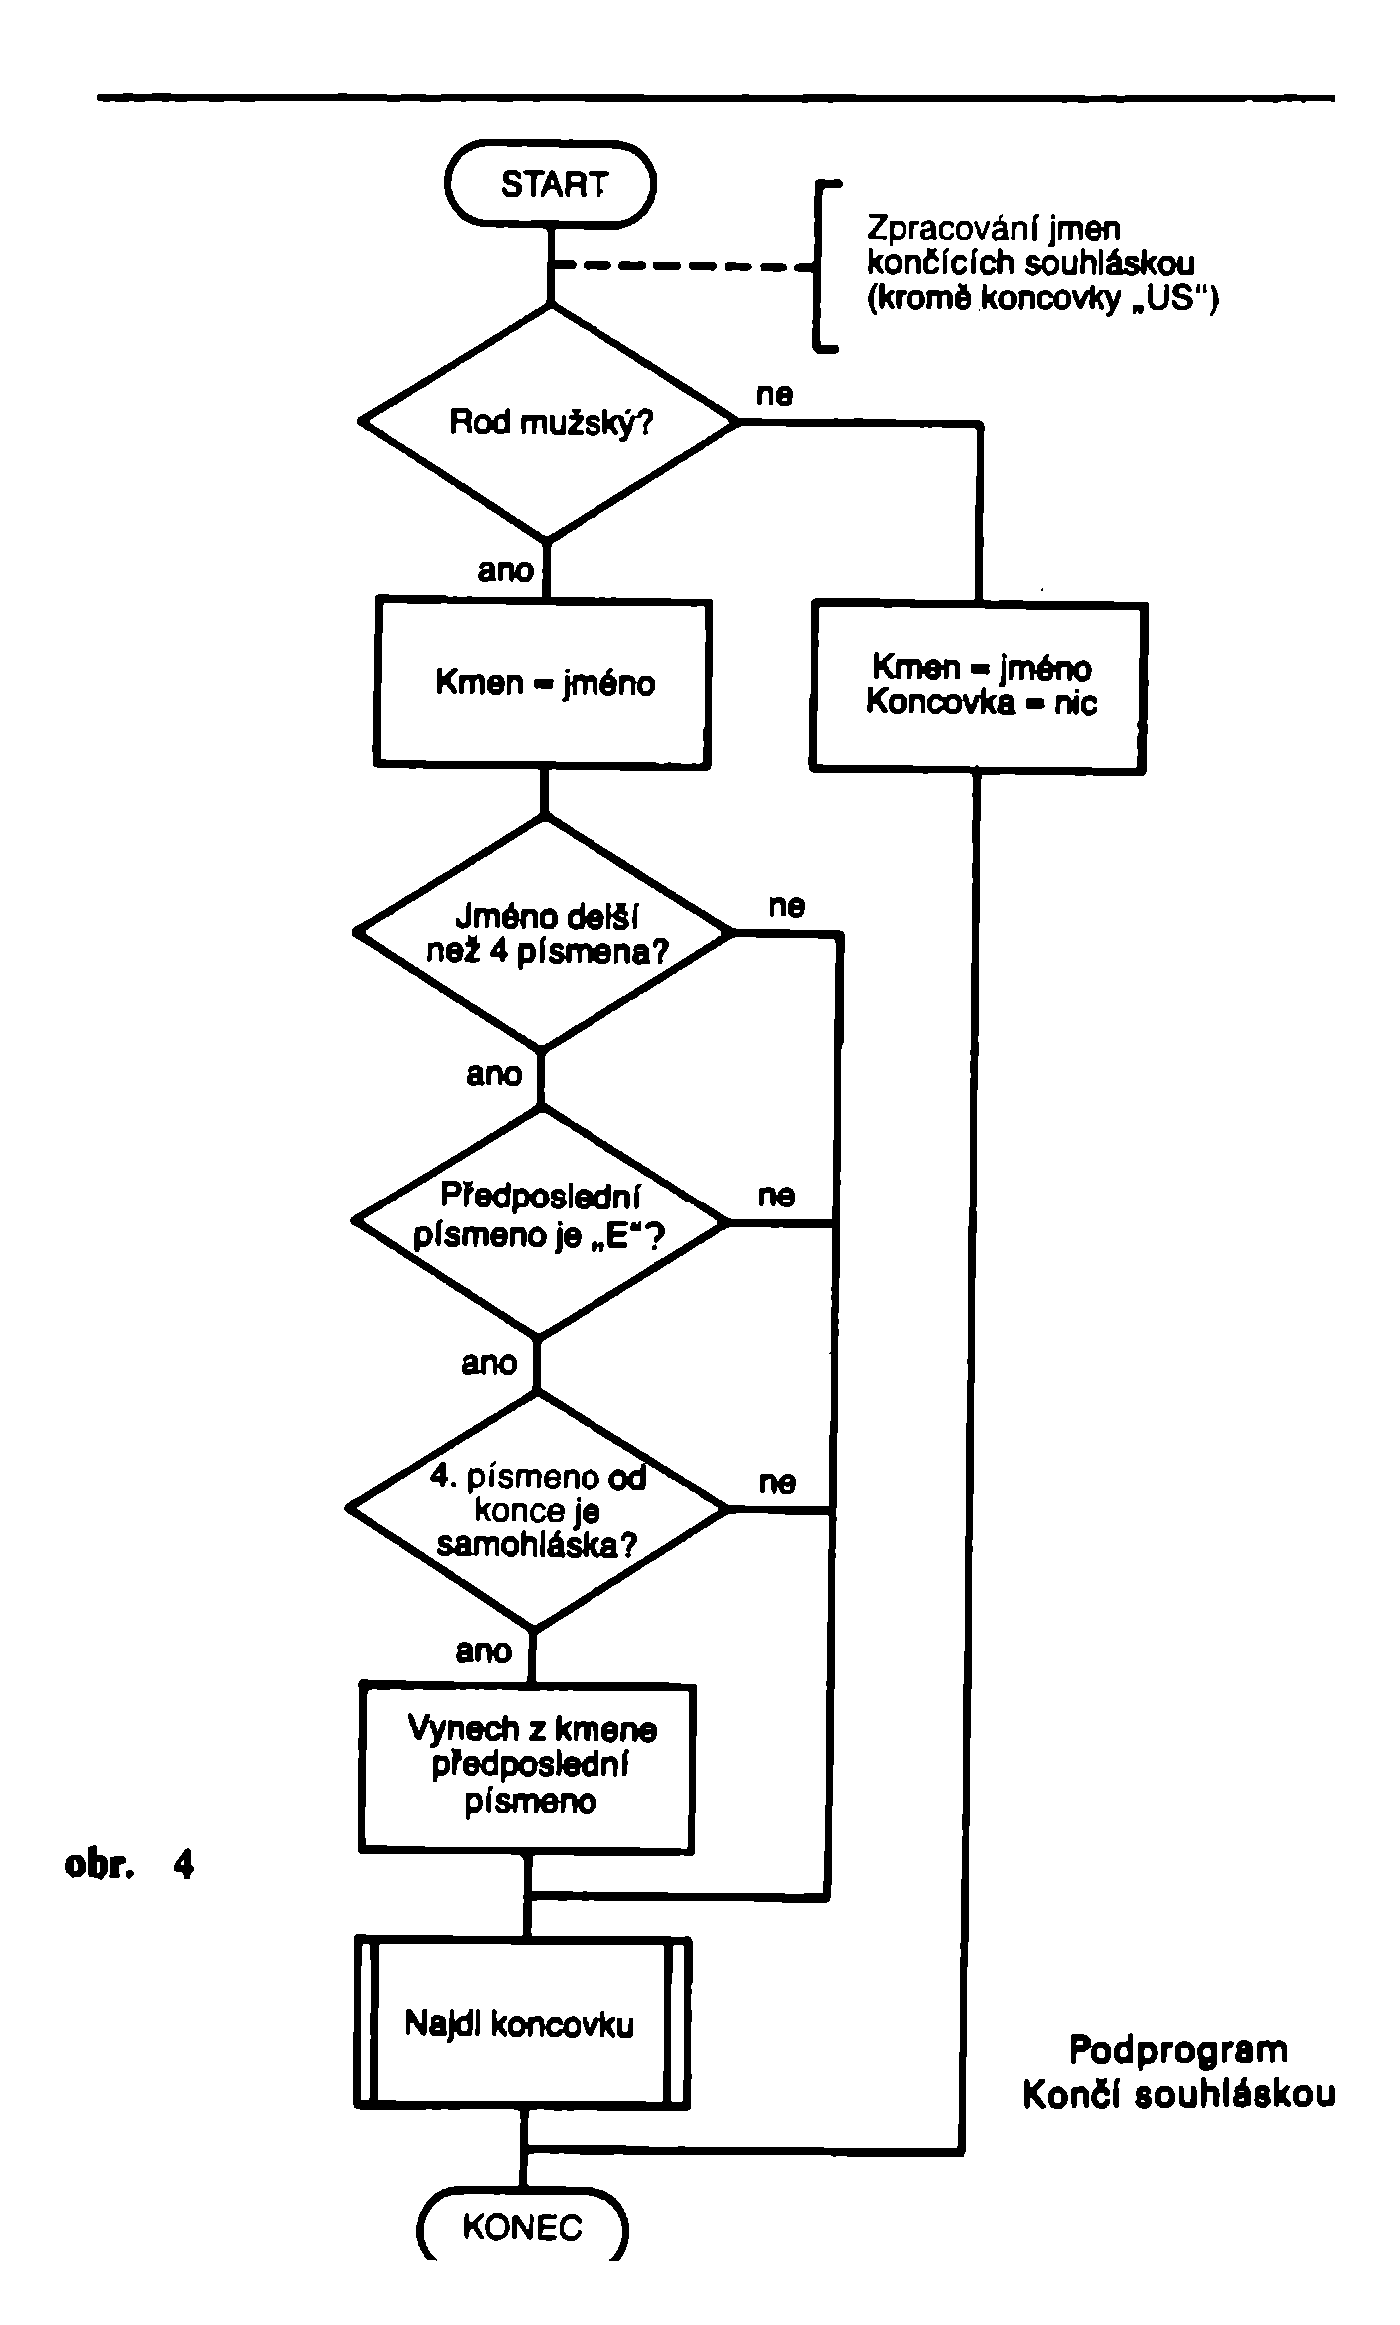 START
Zpracování jmen
končících souhláskou
(kromě koncovky „US“)
Rod mužský?
ne
ano
Kmen = jméno
Kmen = jméno
Koncovka = nic
Jméno delší
než 4 písmena?
ne
ano
Předposlední
písmeno je „E“?
ne
ano
4. písmeno od
konce je
samohláska?
ne
ano
Vynech z kmene
předposlední
písmeno
obr. 4
Najdi koncovku
Podprogram
Končí souhláskou
KONEC